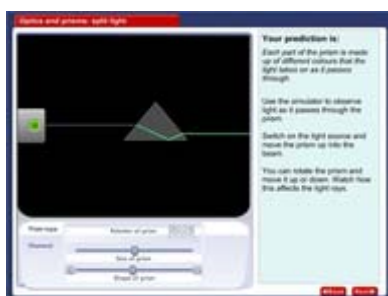 Optics and prisms: split light
Your prediction is:
Each part of the prism is made
up of different colours that the
light takes on as it passes
through
Use the simulator to observe
light as it passes through the
prism.
Switch on the light source and
move the prism up into the
beam.
You can rotate the prism and
move it up or down. Watch how
this affects the light rays.
Rotation of prism
Size of prism
Shape of prism